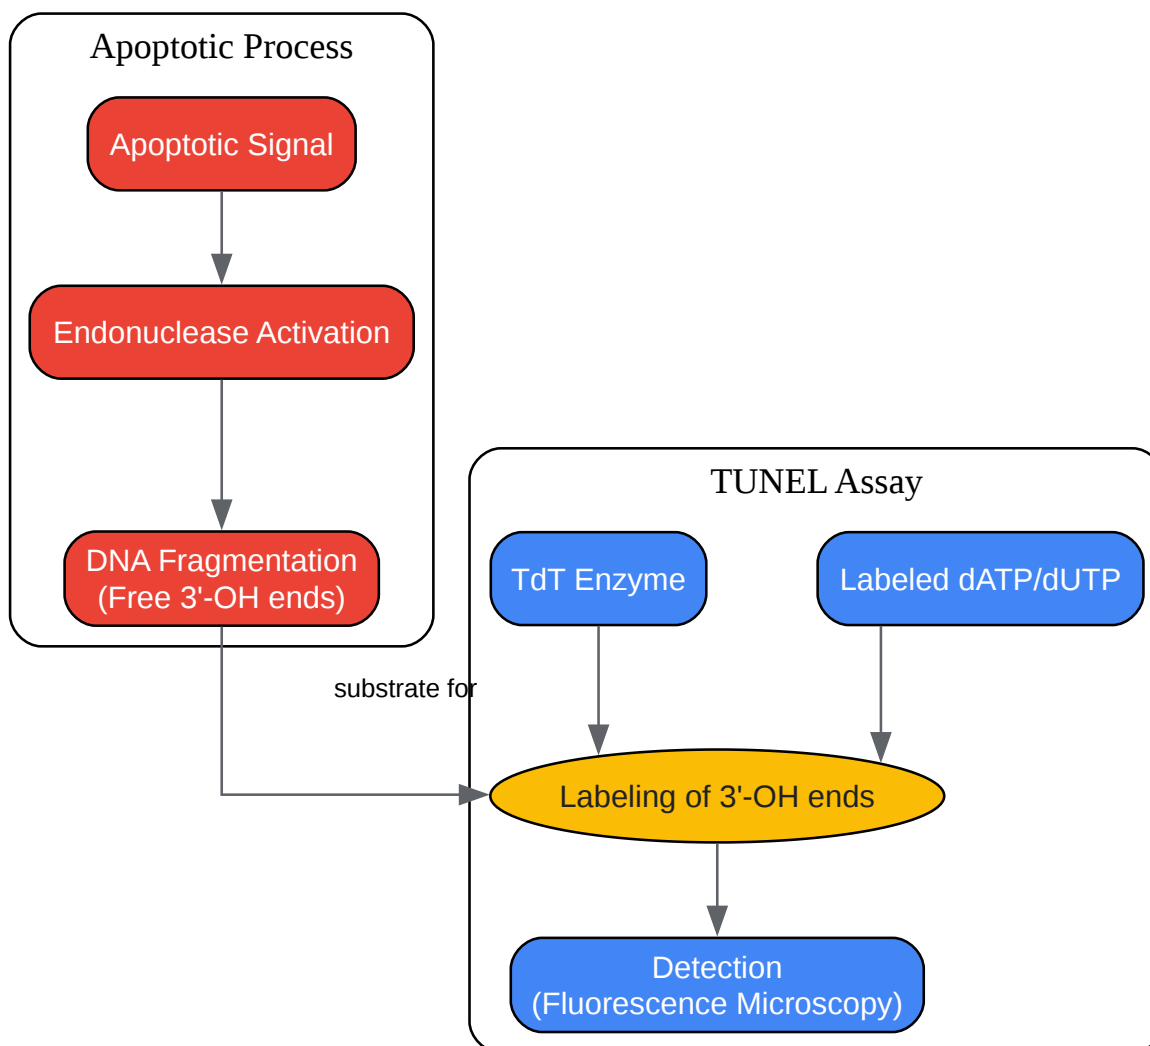 Apoptotic Process
Apoptotic Signal
Endonuclease Activation
DNA Fragmentation
(Free 3'-OH ends)
substrate for
TUNEL Assay
TdT Enzyme
Labeled dATP/dUTP
Labeling of 3'-OH ends
Detection
(Fluorescence Microscopy)